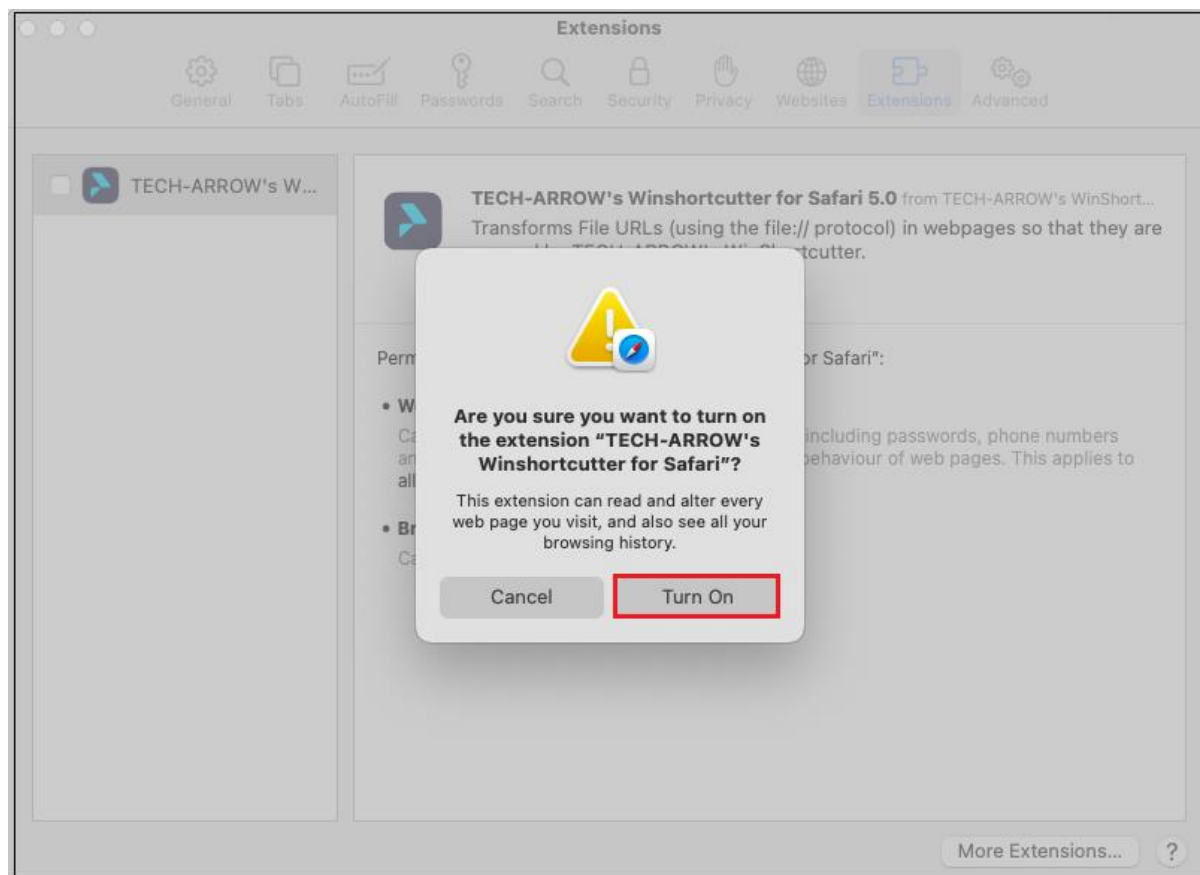 Extensions
General Tabs AutoFill Passwords Search Security Privacy Websites Extensions Advanced
TECH-ARROW's W...
TECH-ARROW's Winshortcutter for Safari 5.0 from TECH-ARROW's WinShort...
Transforms File URLs (using the file:// protocol) in webpages so that they are
tcutter.
Perm
or Safari":
• W
including passwords, phone numbers
behaviour of web pages. This applies to
all
• Br
Are you sure you want to turn on
the extension “TECH-ARROW's
Winshortcutter for Safari”?
This extension can read and alter every
web page you visit, and also see all your
browsing history.
Cancel Turn On
More Extensions... ?